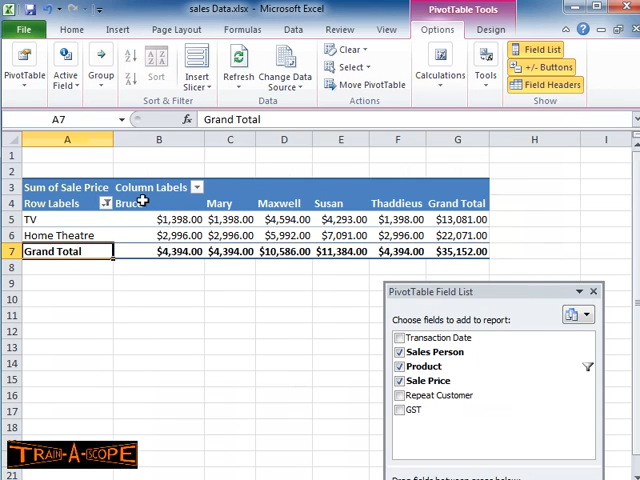 sales Data.xlsx - Microsoft Excel
PivotTable Tools
File Home Insert Page Layout Formulas Data Review View Options Design
PivotTable Active Field Group Insert Slicer Refresh Change Data Source Clear Select Move PivotTable Calculations Tools Field List +/- Buttons Field Headers
Sort & Filter Data Actions Show
A7 fx Grand Total
A B C D E F G H I
1
2
3 Sum of Sale Price Column Labels
4 Row Labels Mary Maxwell Susan Thaddieus Grand Total
5 TV $1,398.00 $1,398.00 $4,594.00 $4,293.00 $1,398.00 $13,081.00
6 Home Theatre $2,996.00 $2,996.00 $5,992.00 $7,091.00 $2,996.00 $22,071.00
7 Grand Total $4,394.00 $4,394.00 $10,586.00 $11,384.00 $4,394.00 $35,152.00
8
9
10
11
12
13
14
15
16
17
18
21
PivotTable Field List
Choose fields to add to report:
Transaction Date
Sales Person
Product
Sale Price
Repeat Customer
GST
Drag fields between areas below:
TRAIN-A-SCOPE